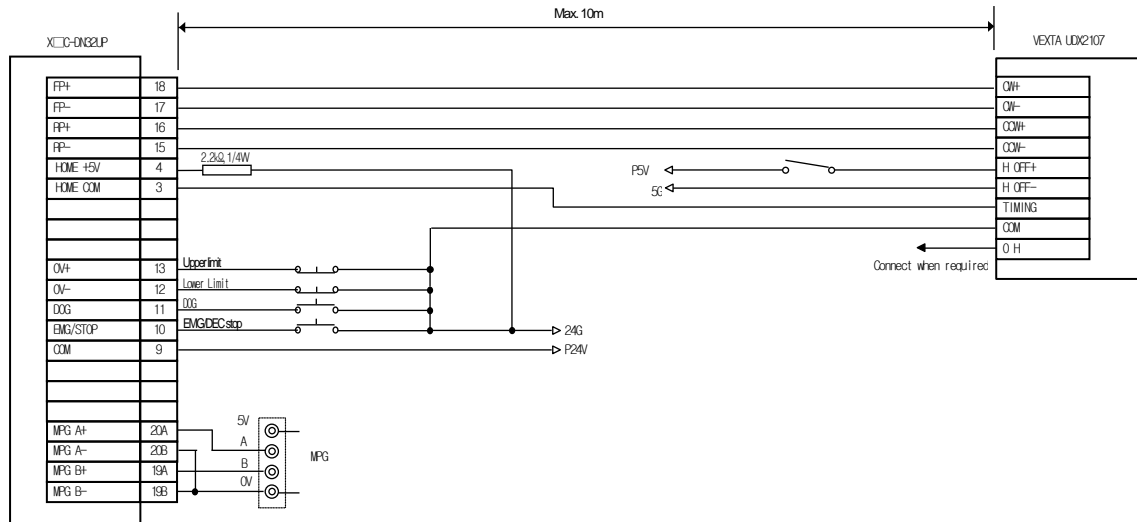 Max. 10m
X□C-DN32UP
VEXTA UDX2107
FP+ 18 CW+
FP- 17 CW-
RP+ 16 CCW+
RP- 15 CCW-
HOME +5V 4 2.2kΩ,1/4W P5V H OFF+
HOME COM 3 5G H OFF-
TIMING
COM
O H
Connect when required
OV+ 13 Upper limit
OV- 12 Lower Limit
DOG 11 DOG
EMG/STOP 10 EMG/DEC stop 24G
COM 9 P24V
MPG A+ 20A 5V
MPG A- 20B A
MPG
MPG B+ 19A B
MPG B- 19B 0V